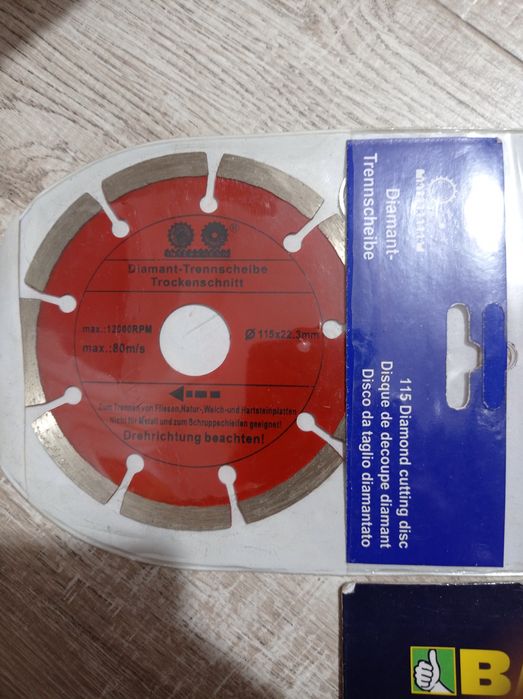 ®
Diamant-Trennscheibe
Trockenschnitt
max.:12000RPM
max.:80m/s
Ø 115x22.3mm
Zum Trennen von Fliesen,Natur-,Weich-und Hartsteinplatten
Nicht für Metall und zum Schruppschleifen geeignet!
Drehrichtung beachten!
Diamant-
Trennscheibe
115 Diamond cutting disc
Disque de decoupe diamant
Disco da taglio diamantato